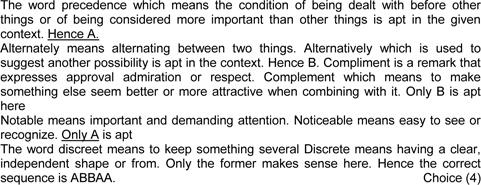 The word precedence which means the condition of being dealt with before other
things or of being considered more important than other things is apt in the given
context. Hence A.
Alternately means alternating between two things. Alternatively which is used to
suggest another possibility is apt in the context. Hence B. Compliment is a remark that
expresses approval admiration or respect. Complement which means to make
something else seem better or more attractive when combining with it. Only B is apt
here
Notable means important and demanding attention. Noticeable means easy to see or
recognize. Only A is apt
The word discreet means to keep something several Discrete means having a clear,
independent shape or from. Only the former makes sense here. Hence the correct
sequence is ABBAA. Choice (4)